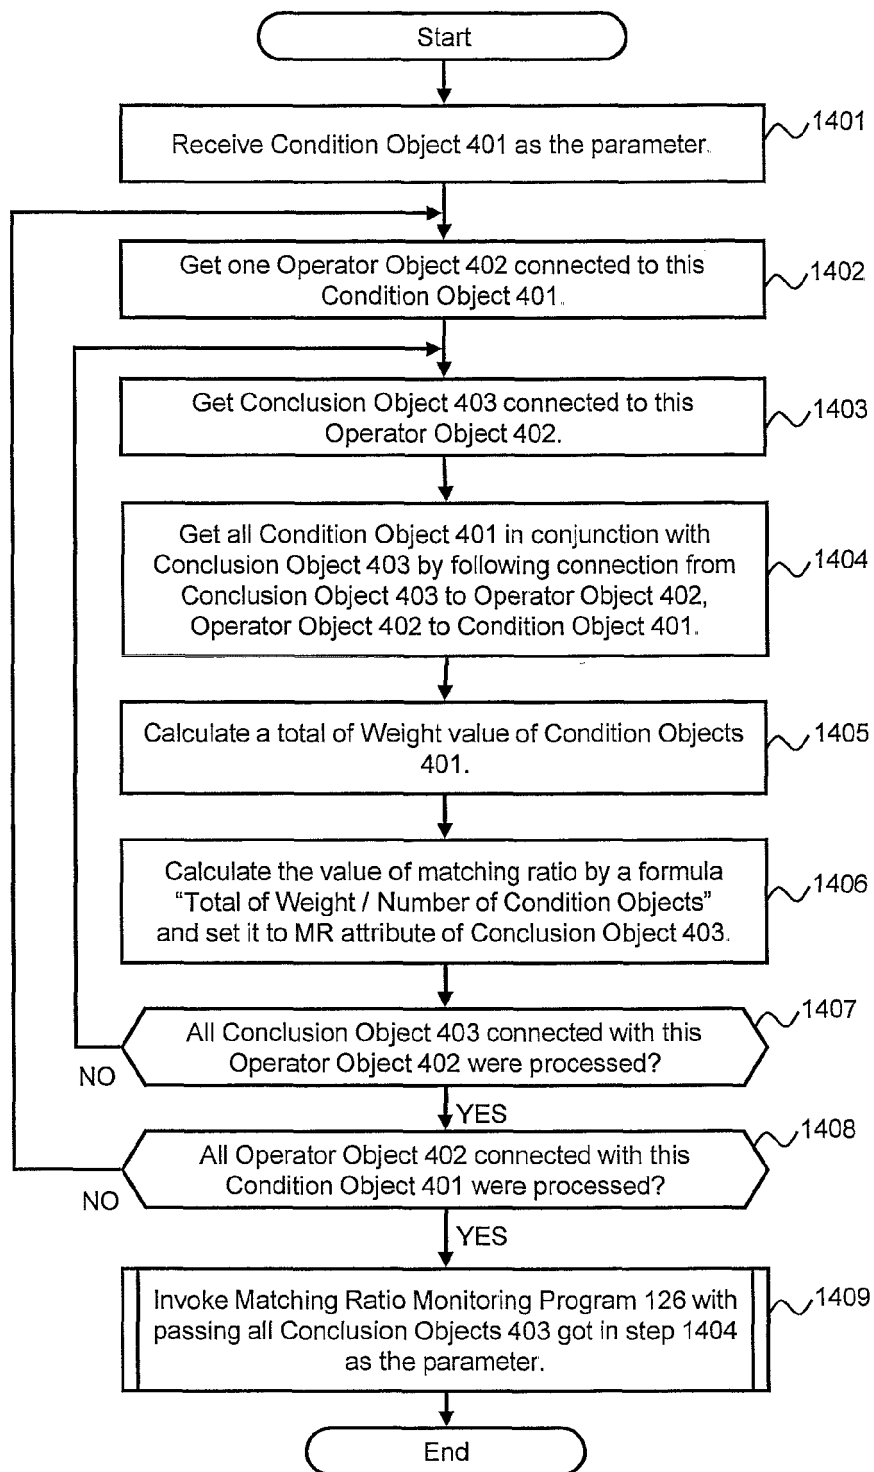 Start
Receive Condition Object 401 as the parameter.
1401
Get one Operator Object 402 connected to this
Condition Object 401.
1402
Get Conclusion Object 403 connected to this
Operator Object 402.
1403
Get all Condition Object 401 in conjunction with
Conclusion Object 403 by following connection from
Conclusion Object 403 to Operator Object 402,
Operator Object 402 to Condition Object 401.
1404
Calculate a total of Weight value of Condition Objects
401.
1405
Calculate the value of matching ratio by a formula
“Total of Weight / Number of Condition Objects”
and set it to MR attribute of Conclusion Object 403.
1406
All Conclusion Object 403 connected with this
Operator Object 402 were processed?
1407
NO
YES
All Operator Object 402 connected with this
Condition Object 401 were processed?
1408
NO
YES
Invoke Matching Ratio Monitoring Program 126 with
passing all Conclusion Objects 403 got in step 1404
as the parameter.
1409
End